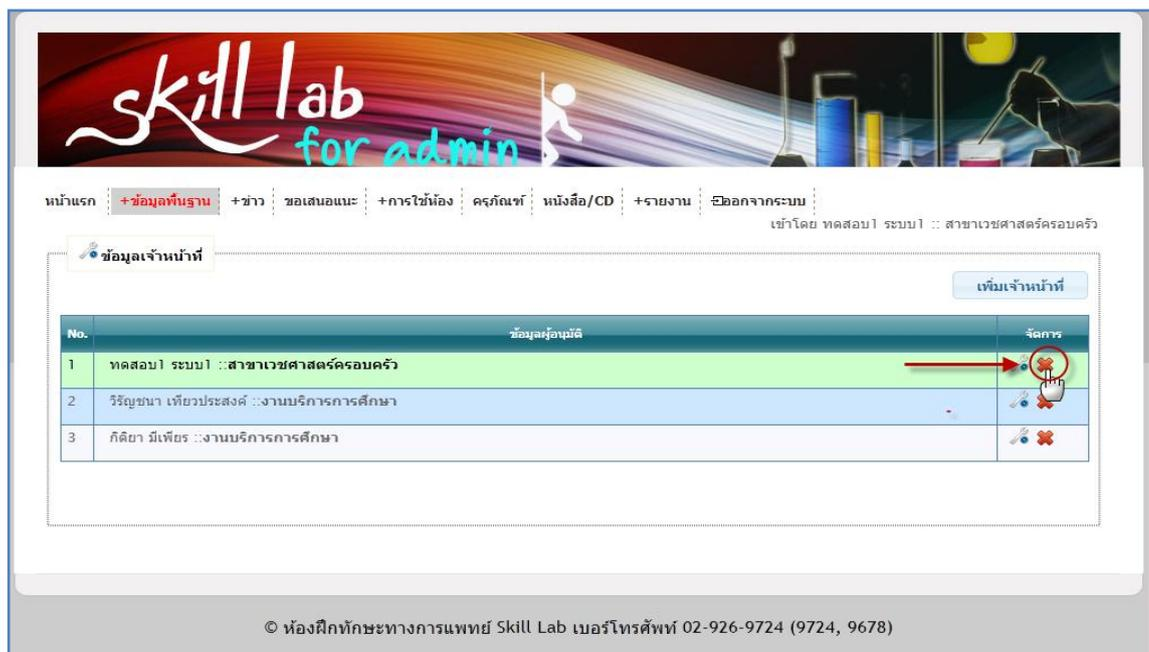 skill lab
for admin
หน้าแรก +ข้อมูลพื้นฐาน +ข่าว ขอเสนอแนะ +การใช้ห้อง ครุภัณฑ์ หนังสือ/CD +รายงาน ออกจากระบบ
เข้าโดย ทดสอบ1 ระบบ1 :: สาขาเวชศาสตร์ครอบครัว
ข้อมูลเจ้าหน้าที่
เพิ่มเจ้าหน้าที่
No. ข้อมูลผู้อนุมัติ จัดการ
1 ทดสอบ1 ระบบ1 ::สาขาเวชศาสตร์ครอบครัว
2 วิรัญชนา เทียวประสงค์ ::งานบริการการศึกษา
3 กิติยา มีเพียร ::งานบริการการศึกษา
© ห้องฝึกทักษะทางการแพทย์ Skill Lab เบอร์โทรศัพท์ 02-926-9724 (9724, 9678)